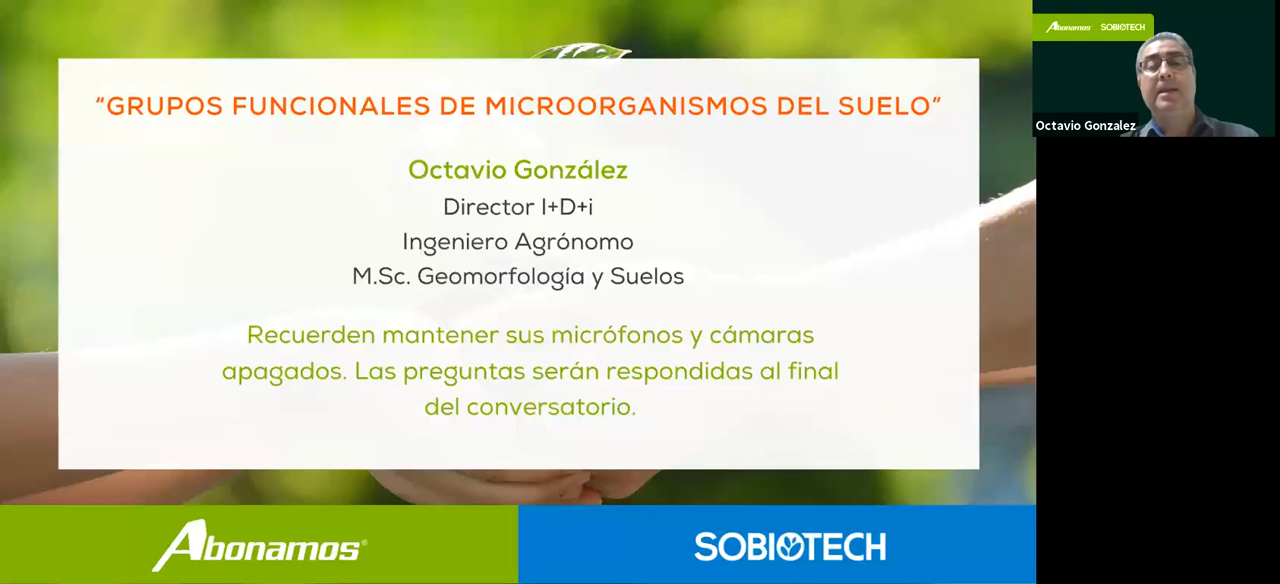 "GRUPOS FUNCIONALES DE MICROORGANISMOS DEL SUELO"
Octavio González
Director I+D+i
Ingeniero Agrónomo
M.Sc. Geomorfología y Suelos
Recuerden mantener sus micrófonos y cámaras
apagados. Las preguntas serán respondidas al final
del conversatorio.
Abonamos®
SOBIOTECH
Abonamos SOBIOTECH
Octavio Gonzalez